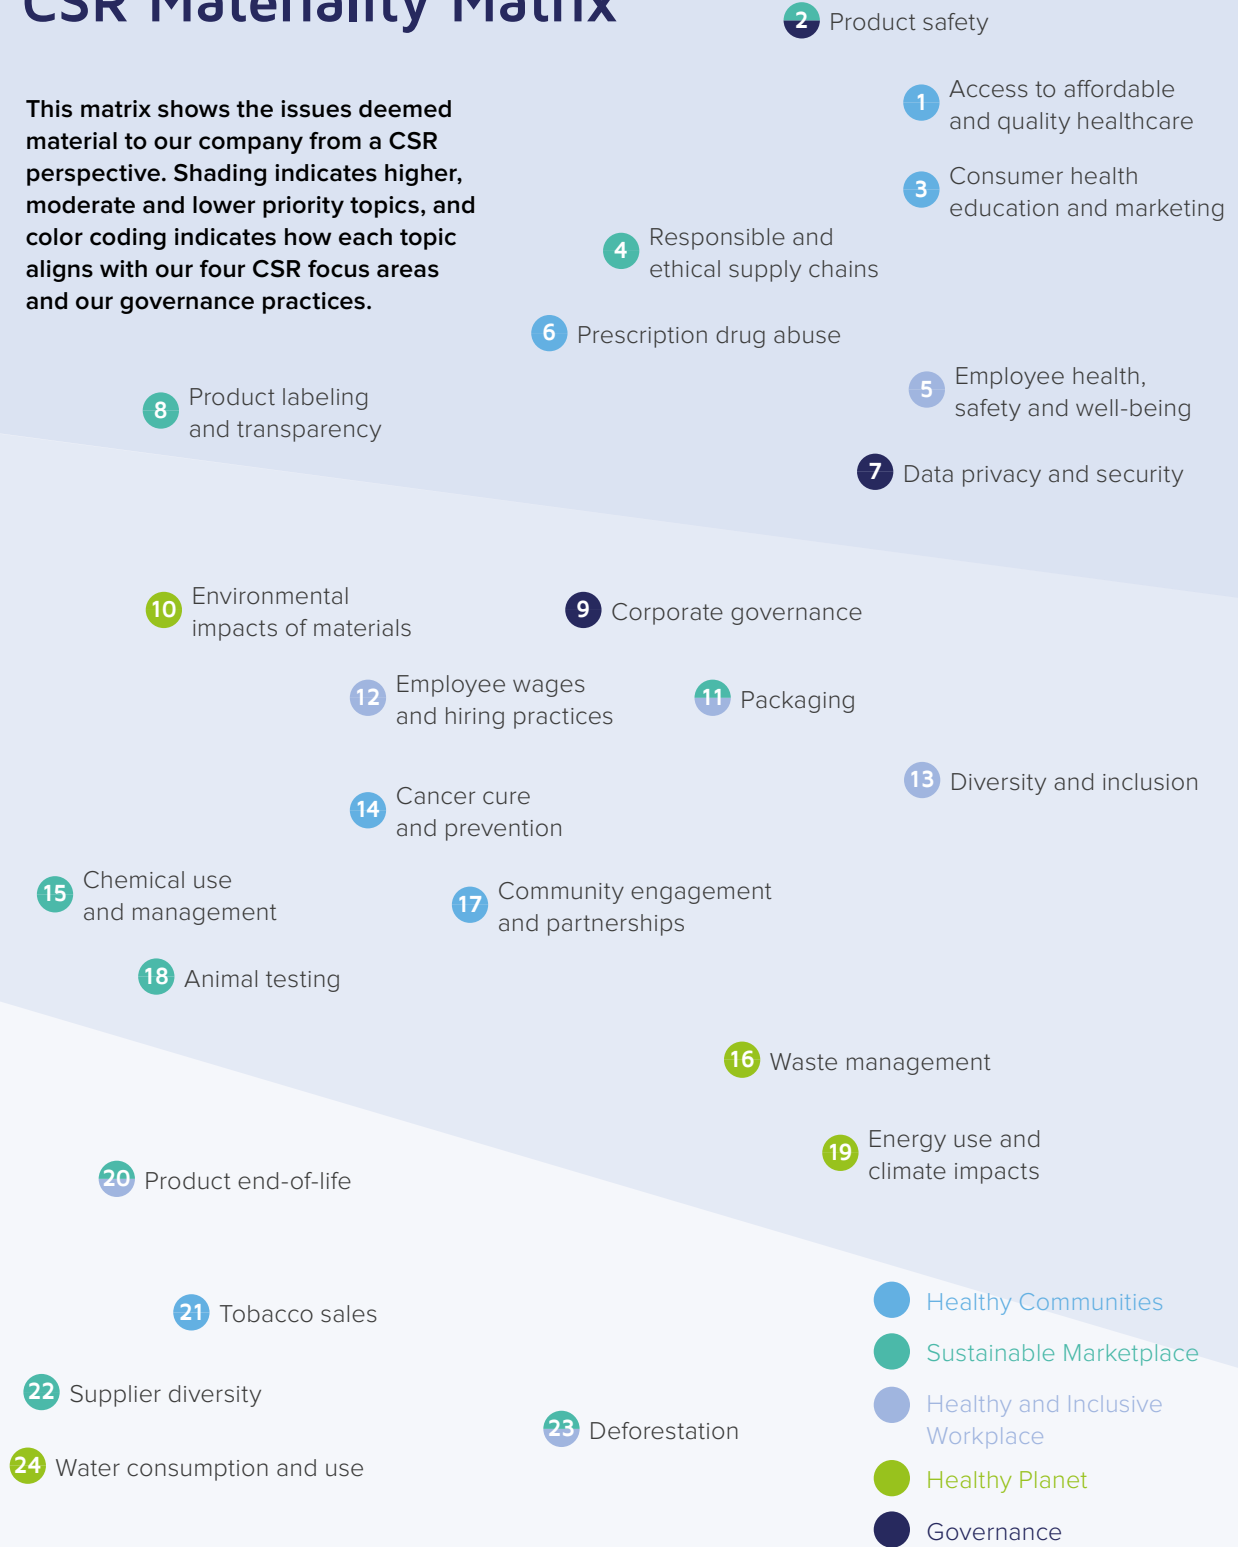 CSR Materiality Matrix
This matrix shows the issues deemed
material to our company from a CSR
perspective. Shading indicates higher,
moderate and lower priority topics, and
color coding indicates how each topic
aligns with our four CSR focus areas
and our governance practices.
2 Product safety
1 Access to affordable
and quality healthcare
3 Consumer health
education and marketing
4 Responsible and
ethical supply chains
6 Prescription drug abuse
5 Employee health,
safety and well-being
8 Product labeling
and transparency
7 Data privacy and security
10 Environmental
impacts of materials
9 Corporate governance
12 Employee wages
and hiring practices
11 Packaging
13 Diversity and inclusion
14 Cancer cure
and prevention
15 Chemical use
and management
17 Community engagement
and partnerships
18 Animal testing
16 Waste management
19 Energy use and
climate impacts
20 Product end-of-life
21 Tobacco sales
22 Supplier diversity
23 Deforestation
24 Water consumption and use
Healthy Communities
Sustainable Marketplace
Healthy and Inclusive
Workplace
Healthy Planet
Governance